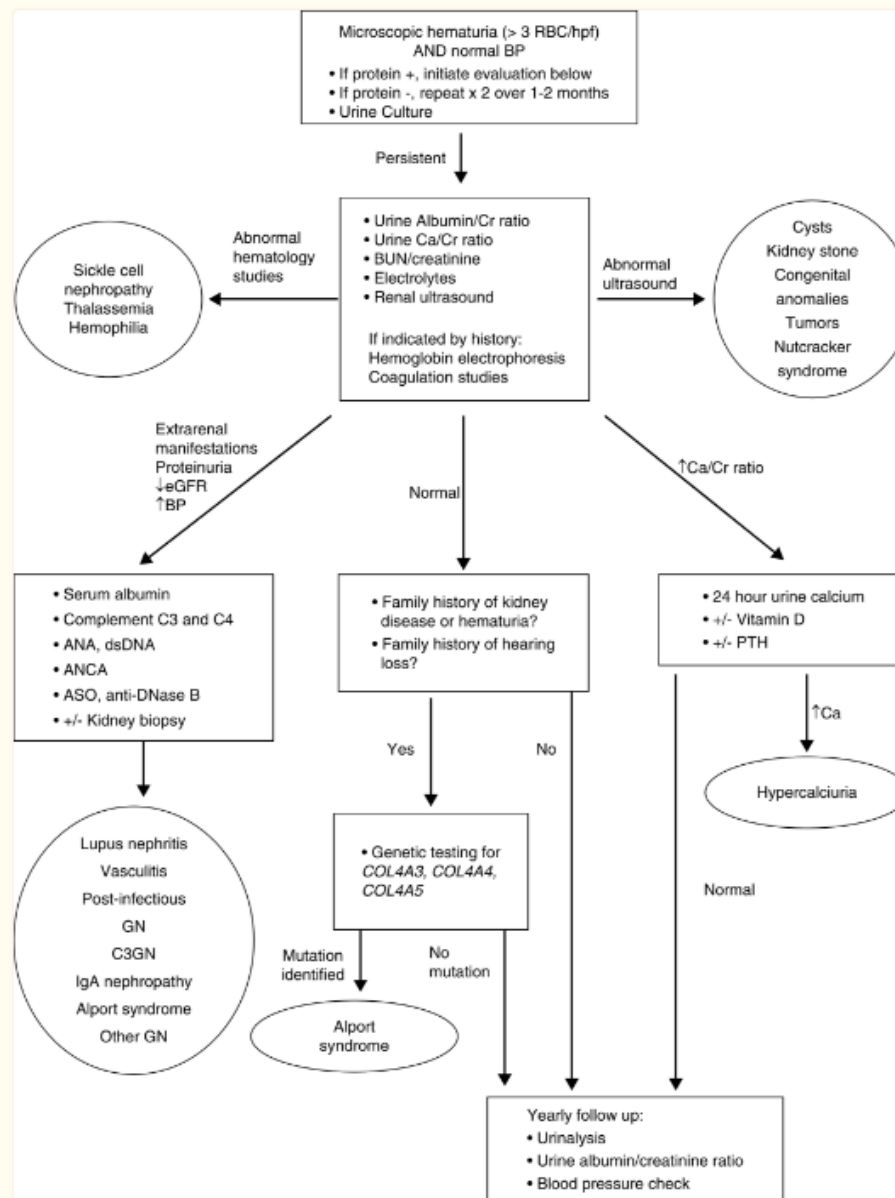 Microscopic hematuria (> 3 RBC/hpf)
AND normal BP
• If protein +, initiate evaluation below
• If protein -, repeat x 2 over 1-2 months
• Urine Culture
Persistent
• Urine Albumin/Cr ratio
• Urine Ca/Cr ratio
• BUN/creatinine
• Electrolytes
• Renal ultrasound
If indicated by history:
Hemoglobin electrophoresis
Coagulation studies
Abnormal
hematology
studies
Sickle cell
nephropathy
Thalassemia
Hemophilia
Abnormal
ultrasound
Cysts
Kidney stone
Congenital
anomalies
Tumors
Nutcracker
syndrome
Extrarenal
manifestations
Proteinuria
↓eGFR
↑BP
Normal
↑Ca/Cr ratio
• Serum albumin
• Complement C3 and C4
• ANA, dsDNA
• ANCA
• ASO, anti-DNase B
• +/- Kidney biopsy
• Family history of kidney
disease or hematuria?
• Family history of hearing
loss?
• 24 hour urine calcium
• +/- Vitamin D
• +/- PTH
Yes
No
↑Ca
Hypercalciuria
Normal
Lupus nephritis
Vasculitis
Post-infectious
GN
C3GN
IgA nephropathy
Alport syndrome
Other GN
• Genetic testing for
COL4A3, COL4A4,
COL4A5
Mutation
identified
No
mutation
Alport
syndrome
Yearly follow up:
• Urinalysis
• Urine albumin/creatinine ratio
• Blood pressure check